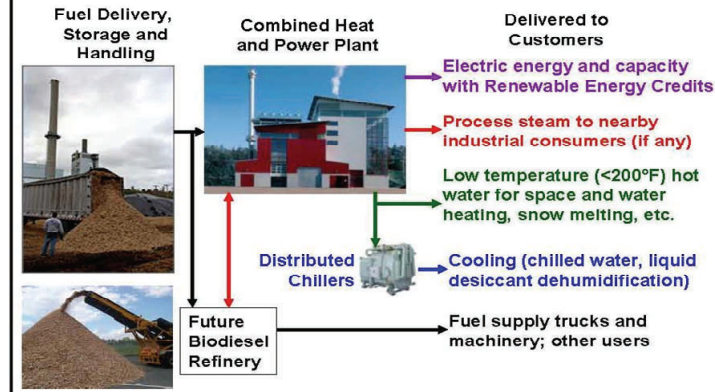 Fuel Delivery,
Storage and
Handling
Combined Heat
and Power Plant
Delivered to
Customers
Electric energy and capacity
with Renewable Energy Credits
Process steam to nearby
industrial consumers (if any)
Low temperature (<200°F) hot
water for space and water
heating, snow melting, etc.
Distributed
Chillers
Cooling (chilled water, liquid
desiccant dehumidification)
Future
Biodiesel
Refinery
Fuel supply trucks and
machinery; other users